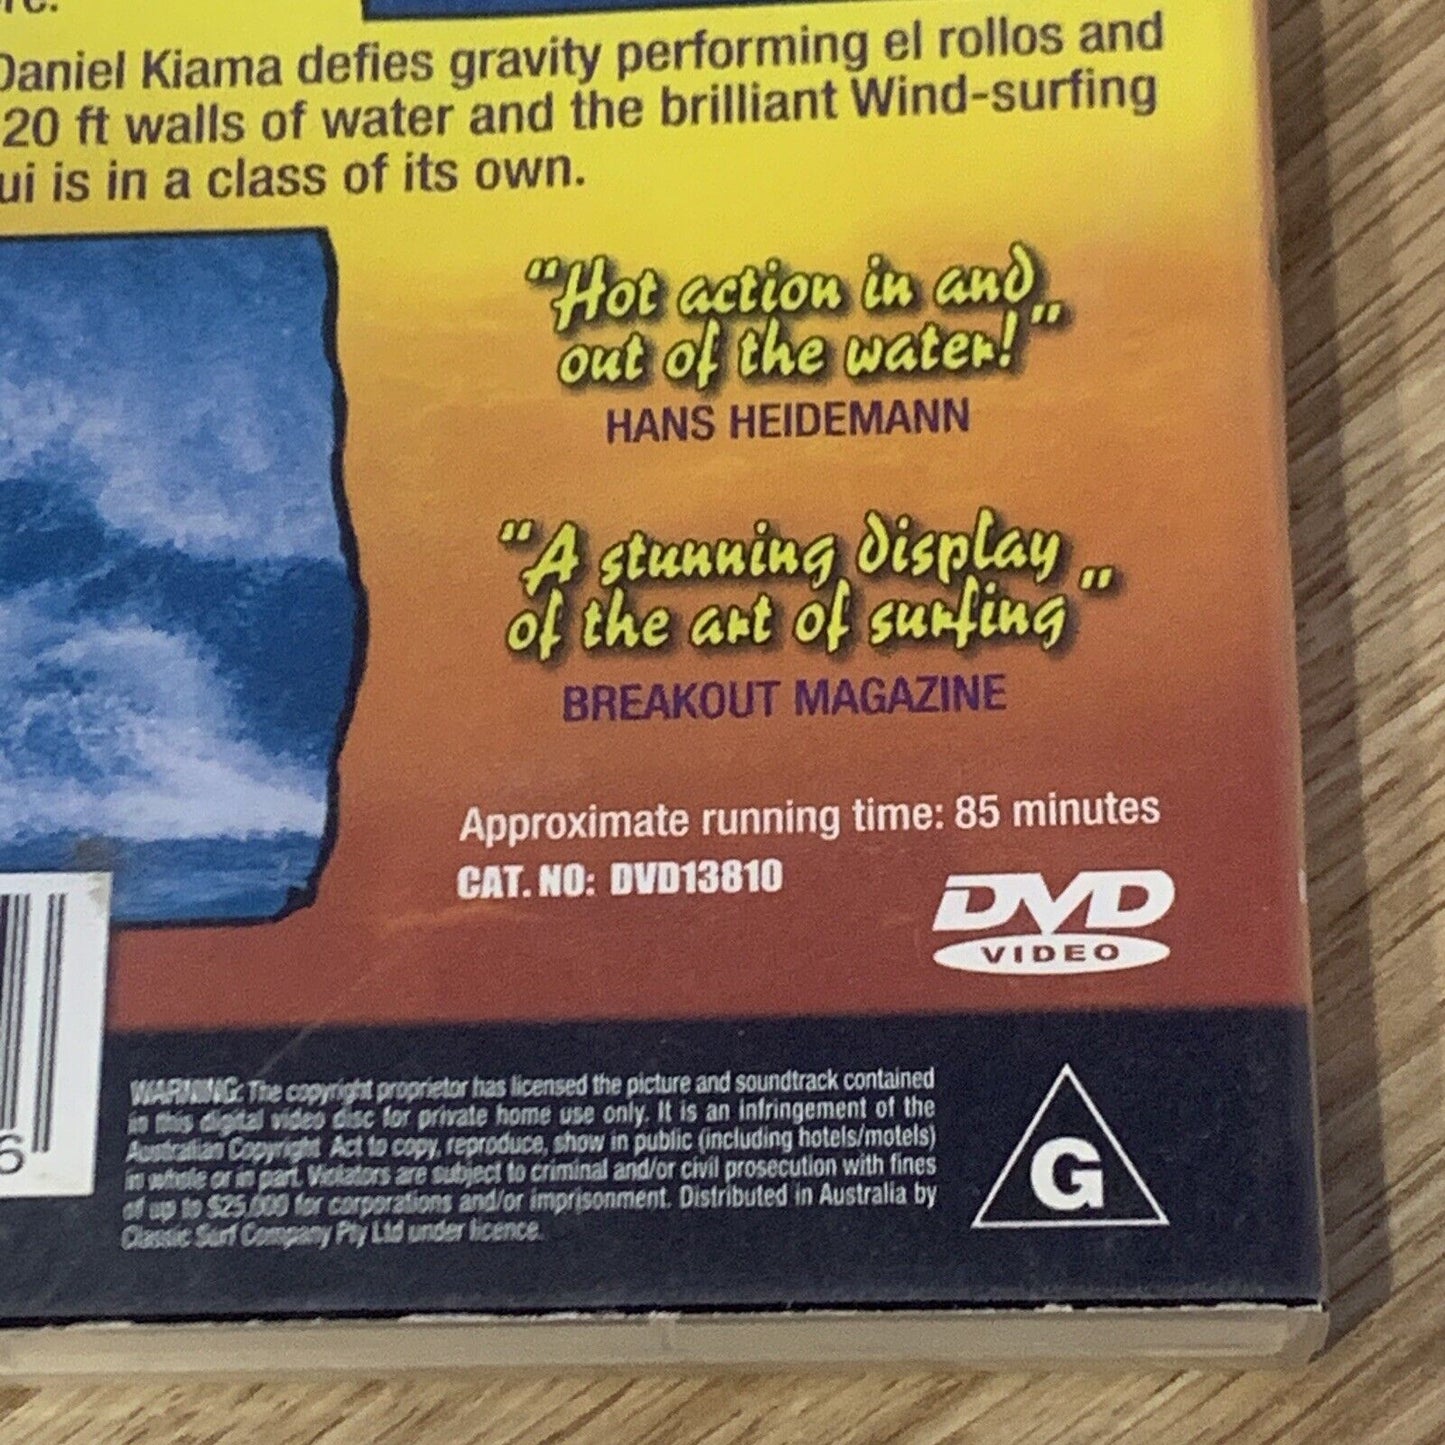 Daniel Kiama defies gravity performing el rollos and
20 ft walls of water and the brilliant Wind-surfing
ui is in a class of its own.
"Hot action in and
out of the water!"
HANS HEIDEMANN
"A stunning display
of the art of surfing"
BREAKOUT MAGAZINE
Approximate running time: 85 minutes
CAT. NO: DVD13810
DVD
VIDEO
WARNING: The copyright proprietor has licensed the picture and soundtrack contained
in this digital video disc for private home use only. It is an infringement of the
Australian Copyright Act to copy, reproduce, show in public (including hotels/motels)
in whole or in part. Violators are subject to criminal and/or civil prosecution with fines
of up to $25,000 for corporations and/or imprisonment. Distributed in Australia by
Classic Surf Company Pty Ltd under licence.
G
6